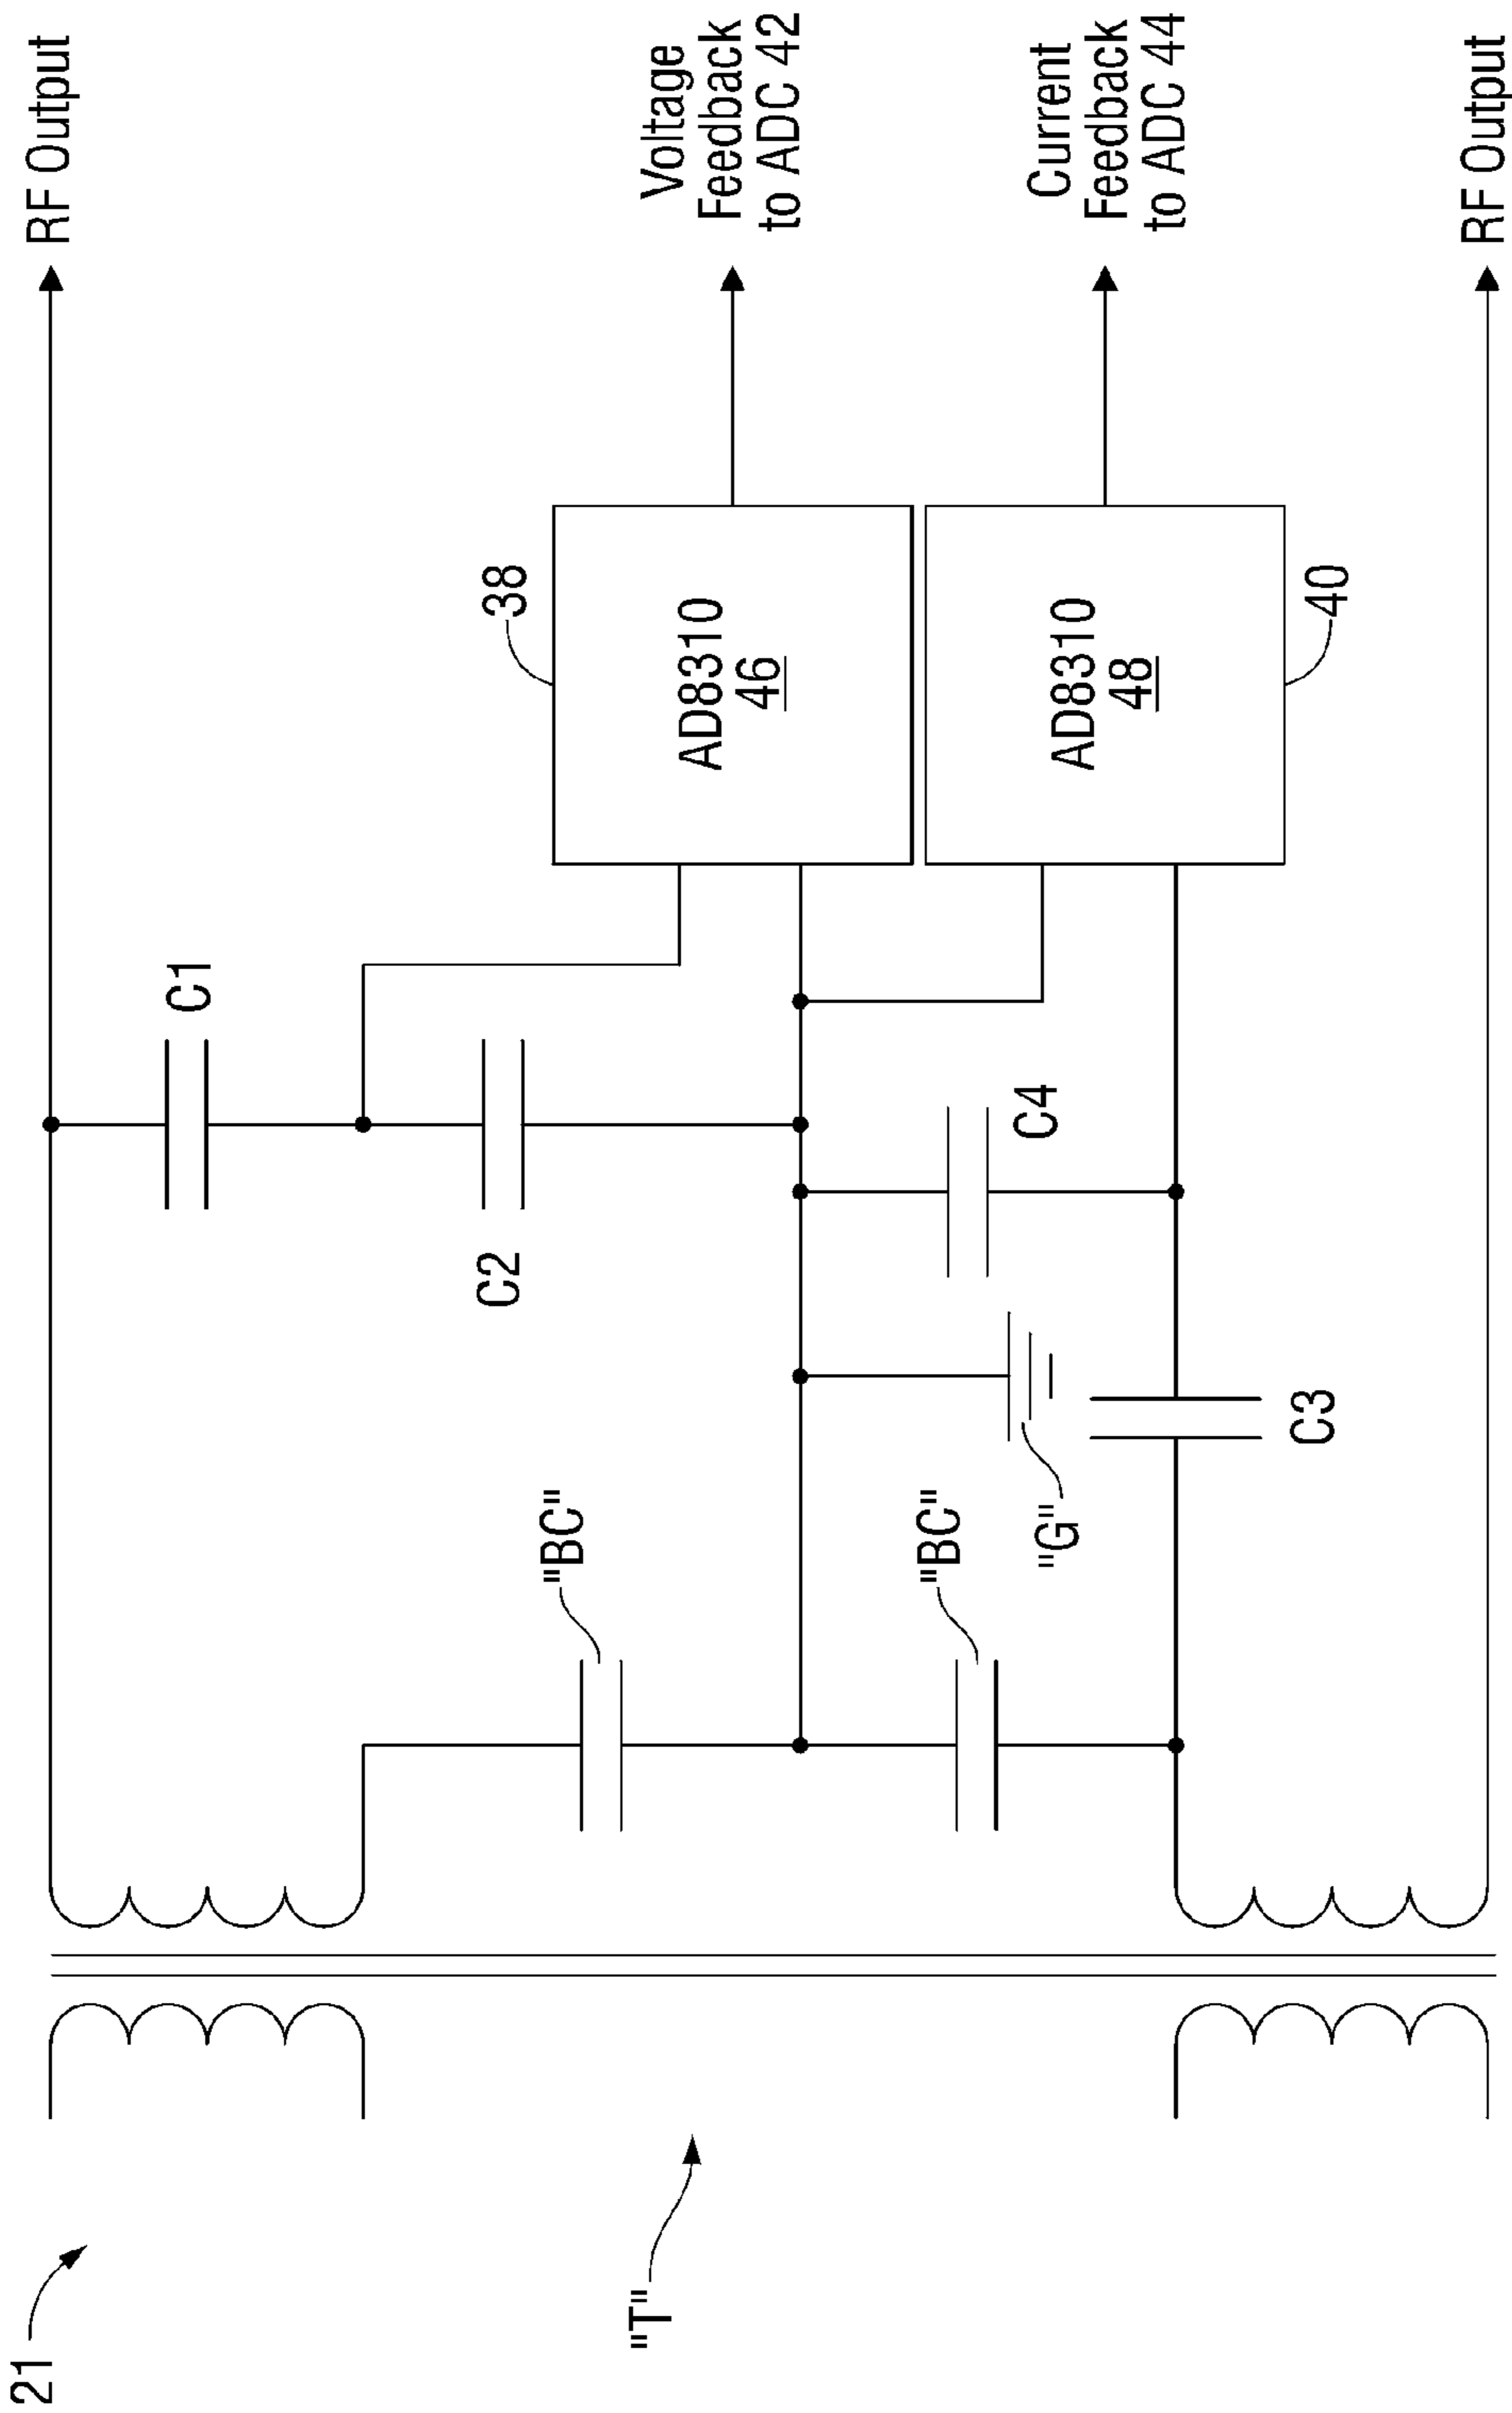 21
"T"
RF Output
C1
C2
38
AD8310
46
Voltage
Feedback
to ADC 42
"BC"
"BC"
"G"
C4
C3
AD8310
48
40
Current
Feedback
to ADC 44
RF Output